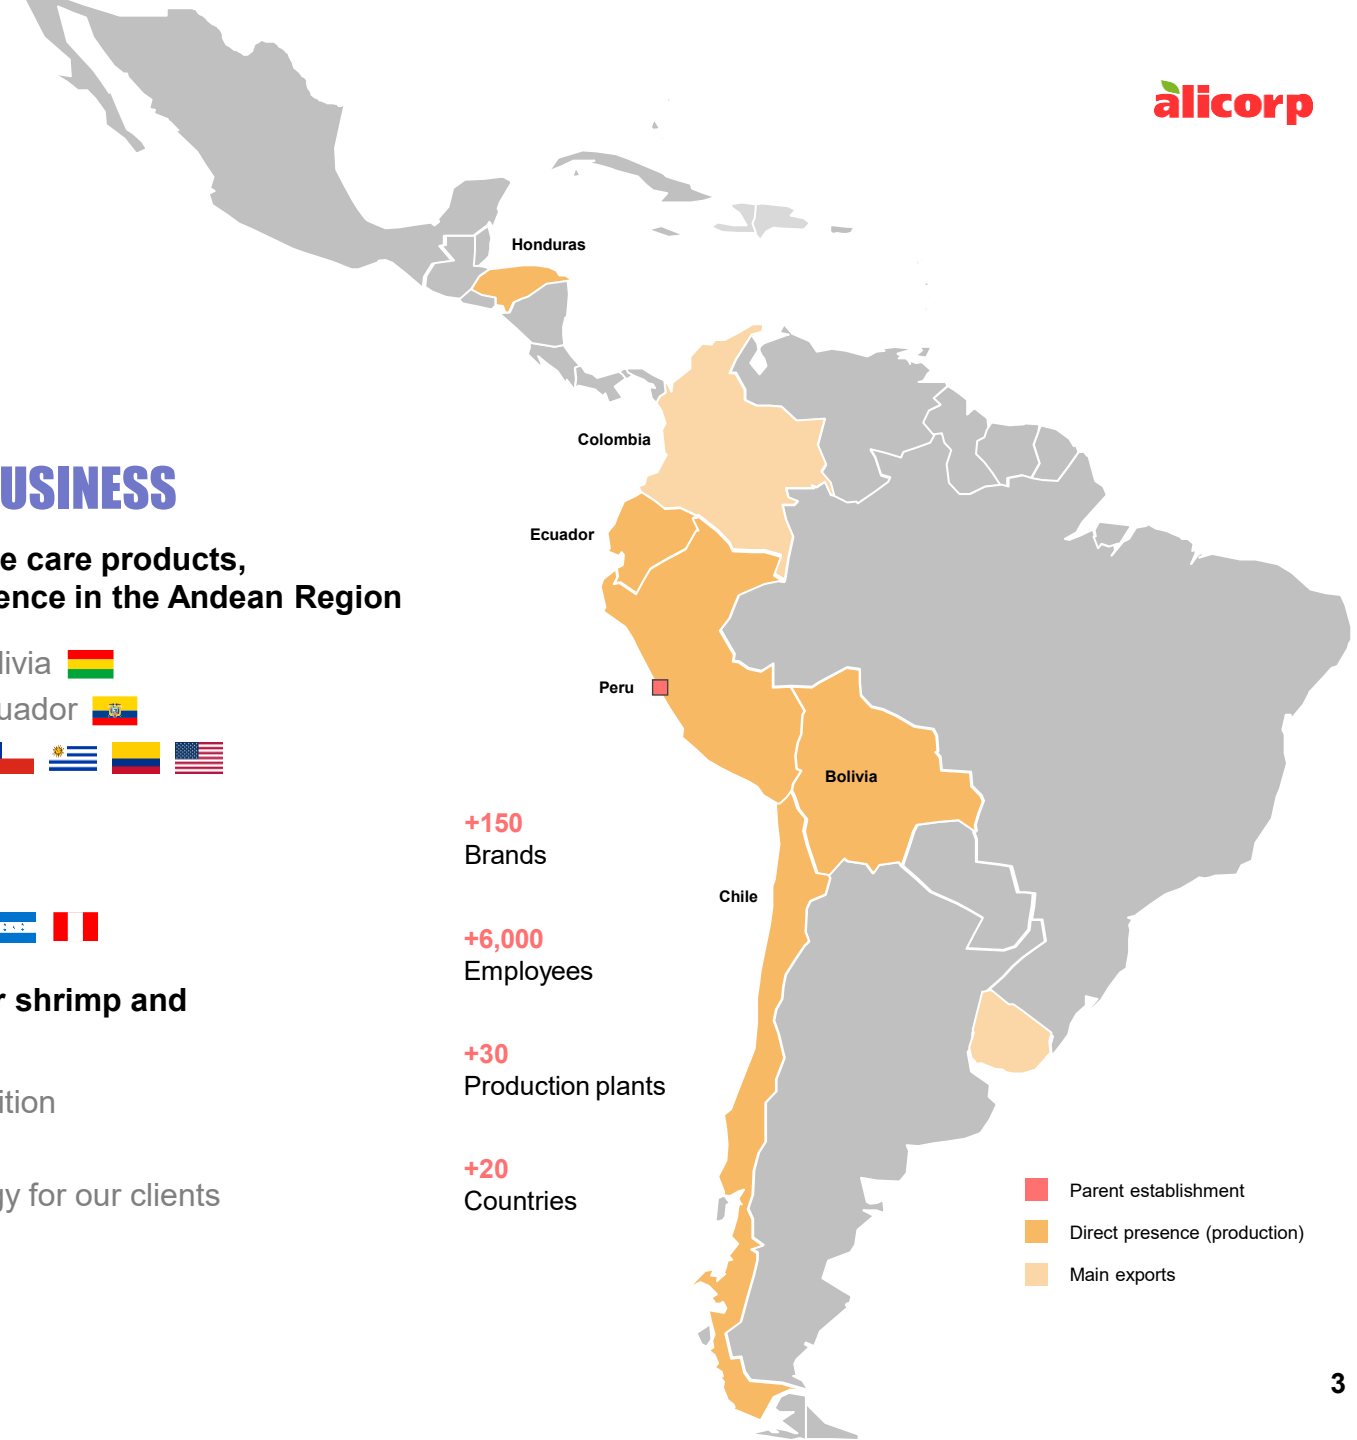 alicorp
Honduras
Colombia
USINESS
Ecuador
e care products,
ence in the Andean Region
livia
uador
Peru
Bolivia
+150
Brands
Chile
+6,000
Employees
r shrimp and
+30
Production plants
ition
+20
gy for our clients
Countries
Parent establishment
Direct presence (production)
Main exports
3